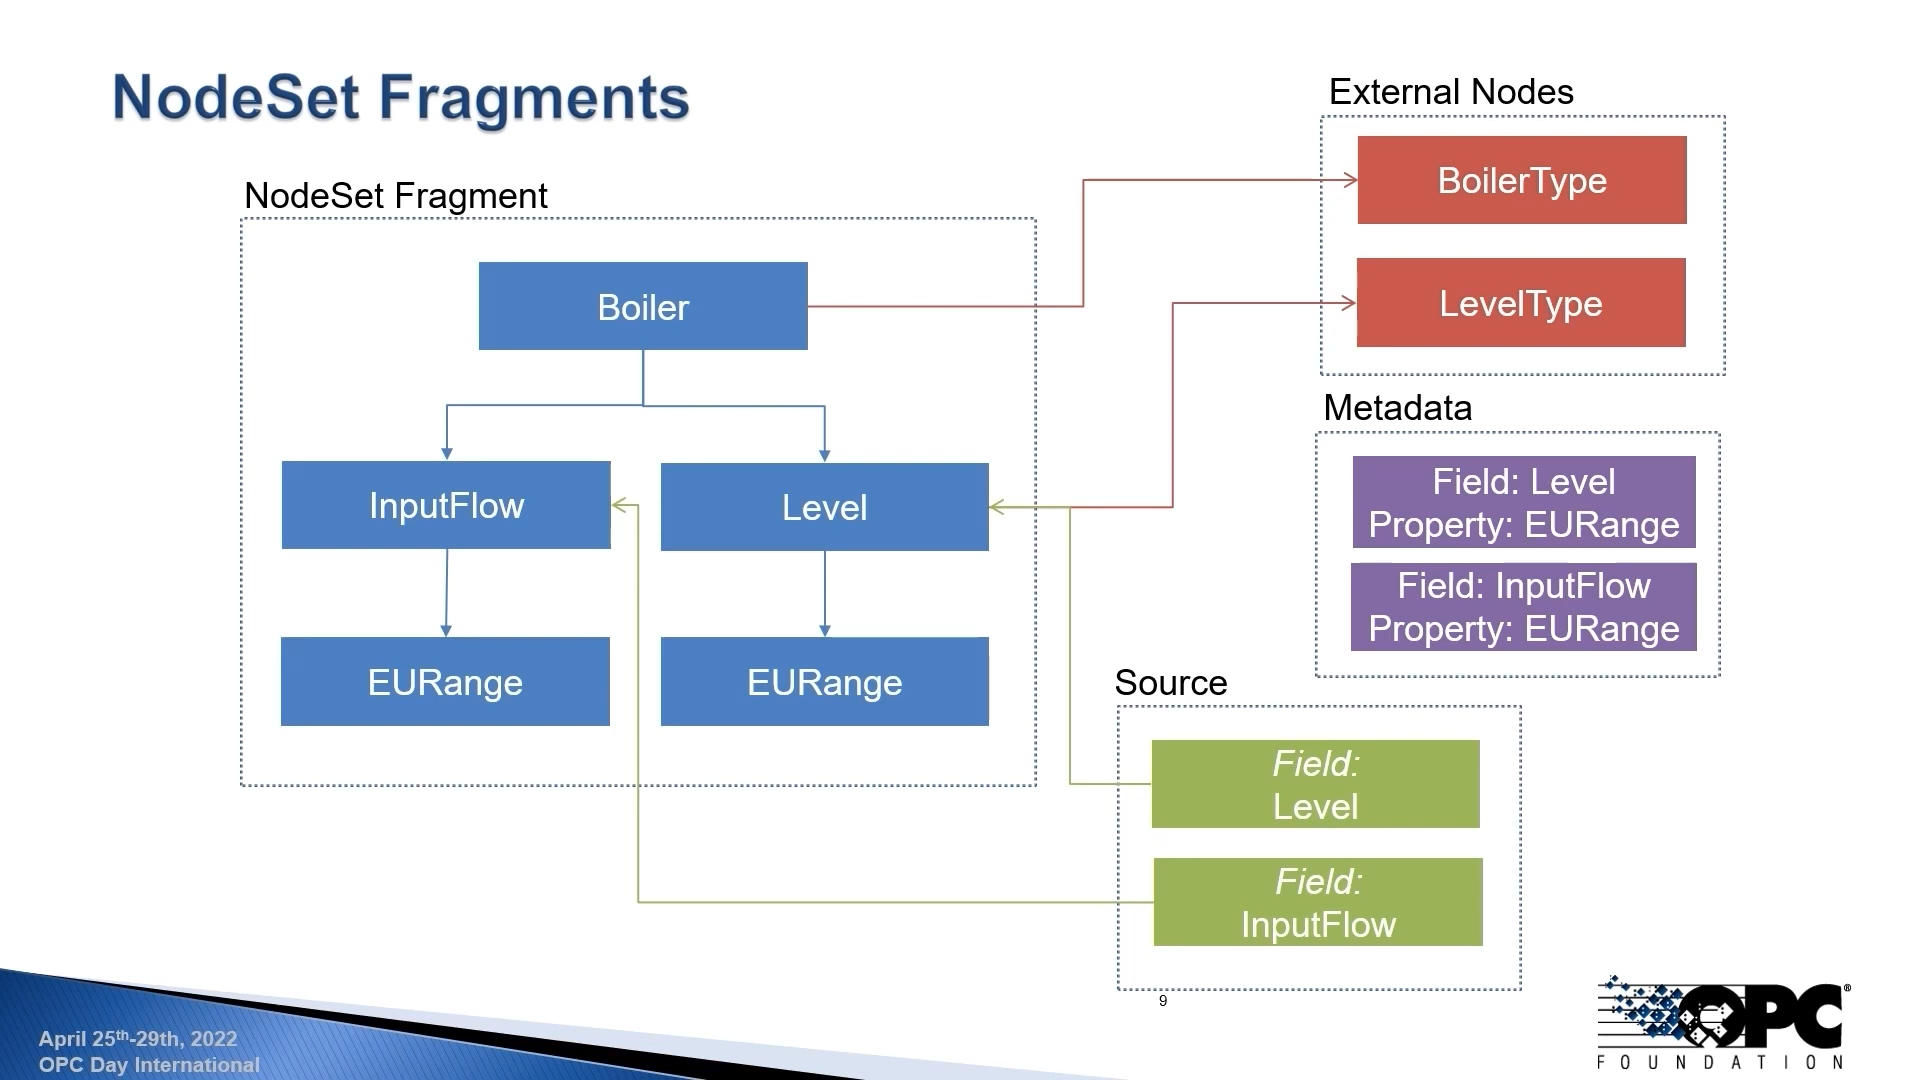 NodeSet Fragments
External Nodes
BoilerType
LevelType
NodeSet Fragment
Boiler
InputFlow
Level
EURange
EURange
Metadata
Field: Level
Property: EURange
Field: InputFlow
Property: EURange
Source
Field:
Level
Field:
InputFlow
9
April 25th-29th, 2022
OPC Day International
OPC®
FOUNDATION